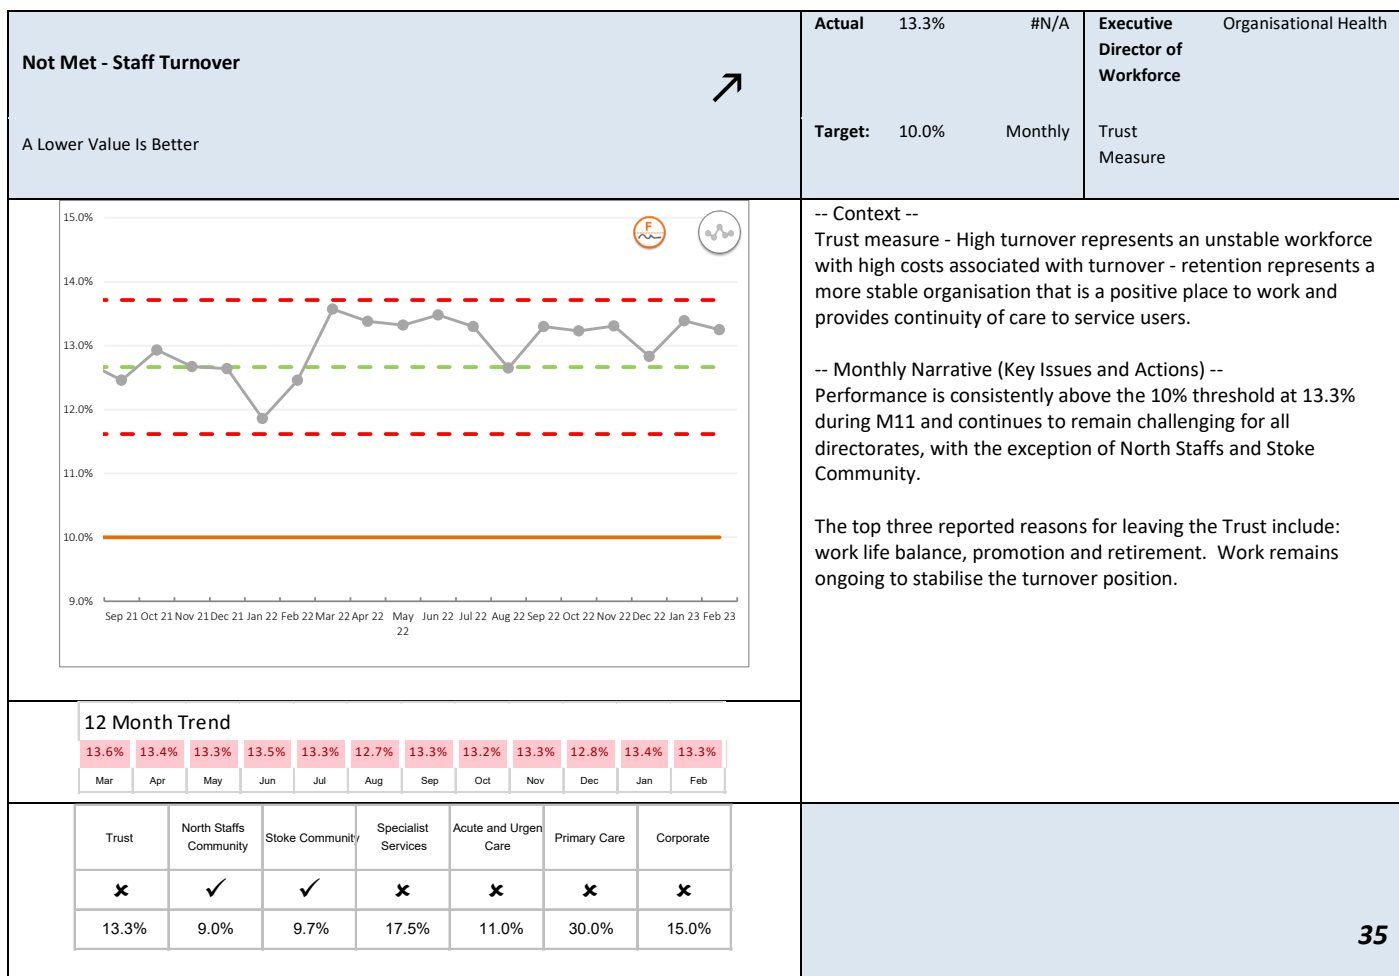 Not Met - Staff Turnover
A Lower Value Is Better
Actual 13.3% #N/A
Target: 10.0% Monthly
Executive Director of Workforce
Organisational Health
Trust Measure
15.0%
14.0%
13.0%
12.0%
11.0%
10.0%
9.0%
F
Sep 21 Oct 21 Nov 21 Dec 21 Jan 22 Feb 22 Mar 22 Apr 22 May 22 Jun 22 Jul 22 Aug 22 Sep 22 Oct 22 Nov 22 Dec 22 Jan 23 Feb 23
-- Context --
Trust measure - High turnover represents an unstable workforce
with high costs associated with turnover - retention represents a
more stable organisation that is a positive place to work and
provides continuity of care to service users.
-- Monthly Narrative (Key Issues and Actions) --
Performance is consistently above the 10% threshold at 13.3%
during M11 and continues to remain challenging for all
directorates, with the exception of North Staffs and Stoke
Community.
The top three reported reasons for leaving the Trust include:
work life balance, promotion and retirement. Work remains
ongoing to stabilise the turnover position.
12 Month Trend
13.6% 13.4% 13.3% 13.5% 13.3% 12.7% 13.3% 13.2% 13.3% 12.8% 13.4% 13.3%
Mar Apr May Jun Jul Aug Sep Oct Nov Dec Jan Feb
Trust
North Staffs Community
Stoke Community
Specialist Services
Acute and Urgen Care
Primary Care
Corporate
✘ ✓ ✓ ✘ ✘ ✘ ✘
13.3% 9.0% 9.7% 17.5% 11.0% 30.0% 15.0%
35